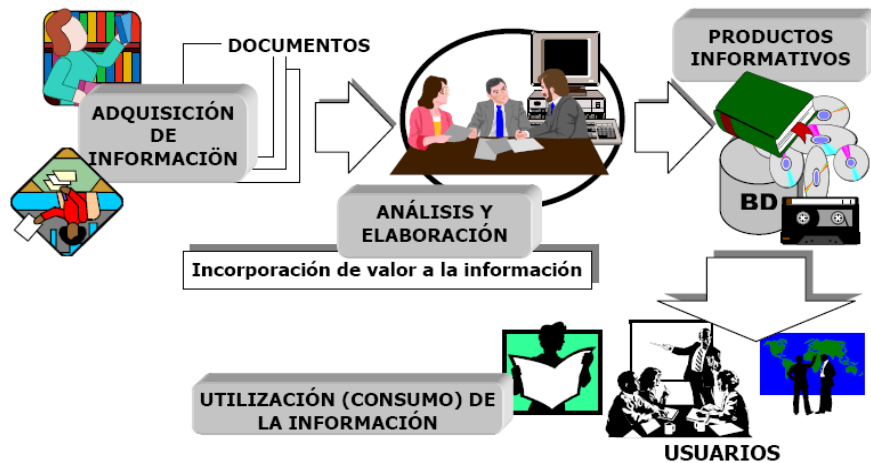 DOCUMENTOS
ADQUISICIÓN
DE
INFORMACIÖN
ANÁLISIS Y
ELABORACIÓN
Incorporación de valor a la información
PRODUCTOS
INFORMATIVOS
BD
UTILIZACIÓN (CONSUMO) DE
LA INFORMACIÓN
USUARIOS